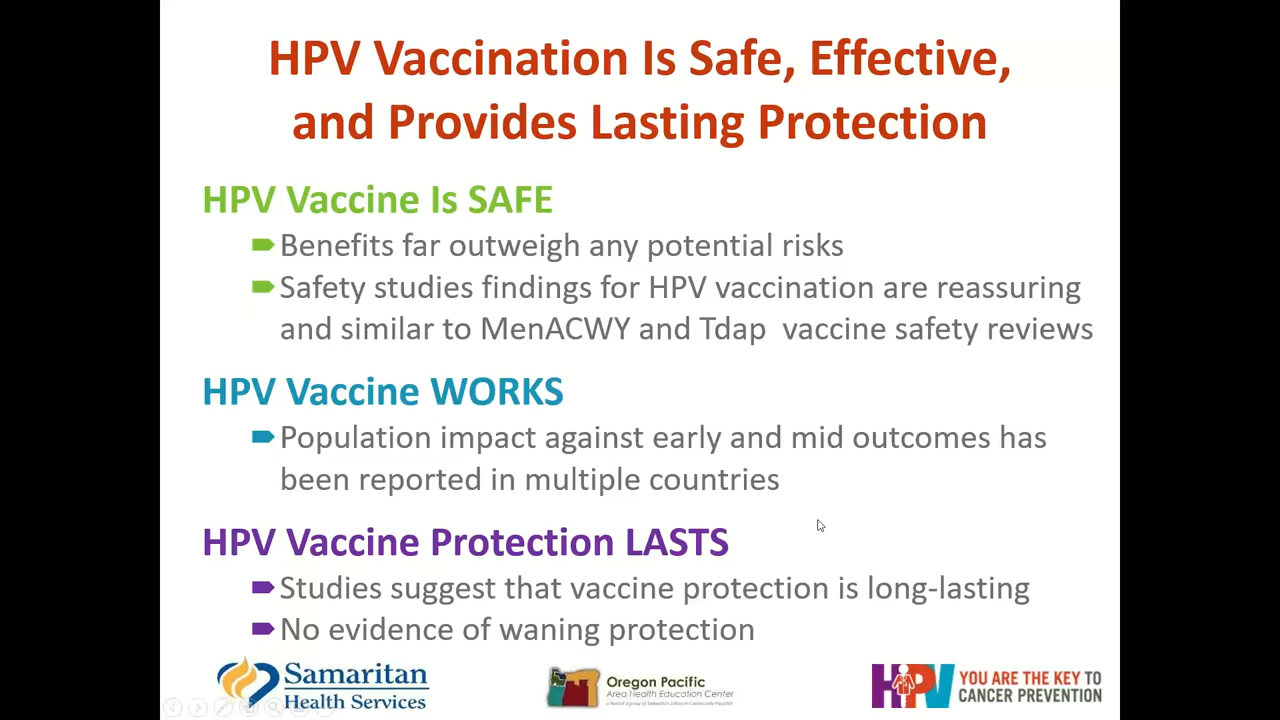 HPV Vaccination Is Safe, Effective,
and Provides Lasting Protection
HPV Vaccine Is SAFE
Benefits far outweigh any potential risks
Safety studies findings for HPV vaccination are reassuring
and similar to MenACWY and Tdap vaccine safety reviews
HPV Vaccine WORKS
Population impact against early and mid outcomes has
been reported in multiple countries
HPV Vaccine Protection LASTS
Studies suggest that vaccine protection is long-lasting
No evidence of waning protection
Samaritan
Health Services
Oregon Pacific
Area Health Education Center
HPV
YOU ARE THE KEY TO
CANCER PREVENTION